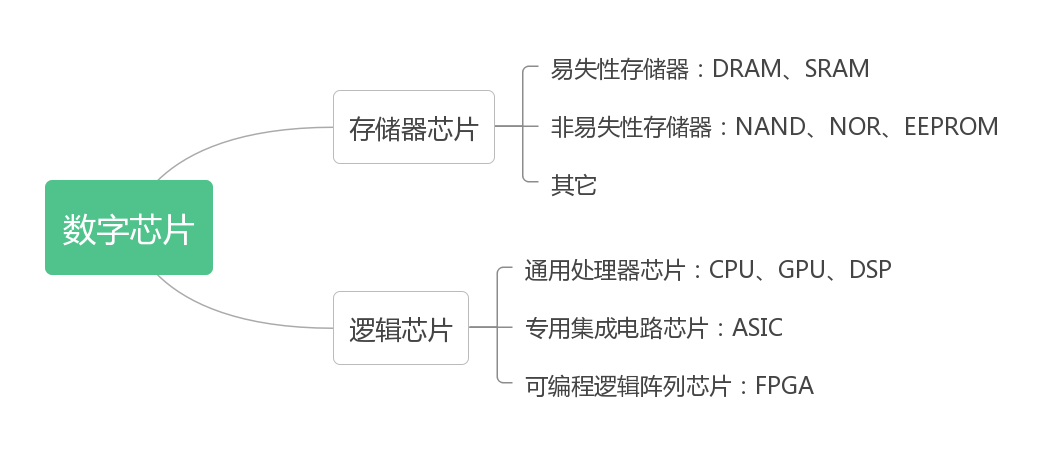 数字芯片
存储器芯片
易失性存储器：DRAM、SRAM
非易失性存储器：NAND、NOR、EEPROM
其它
逻辑芯片
通用处理器芯片：CPU、GPU、DSP
专用集成电路芯片：ASIC
可编程逻辑阵列芯片：FPGA